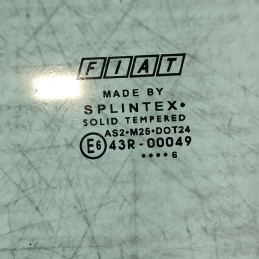 FIAT
MADE BY
SPLINTEX•
SOLID TEMPERED
AS2•M25•DOT24
E6 43R-00049
•••• 6